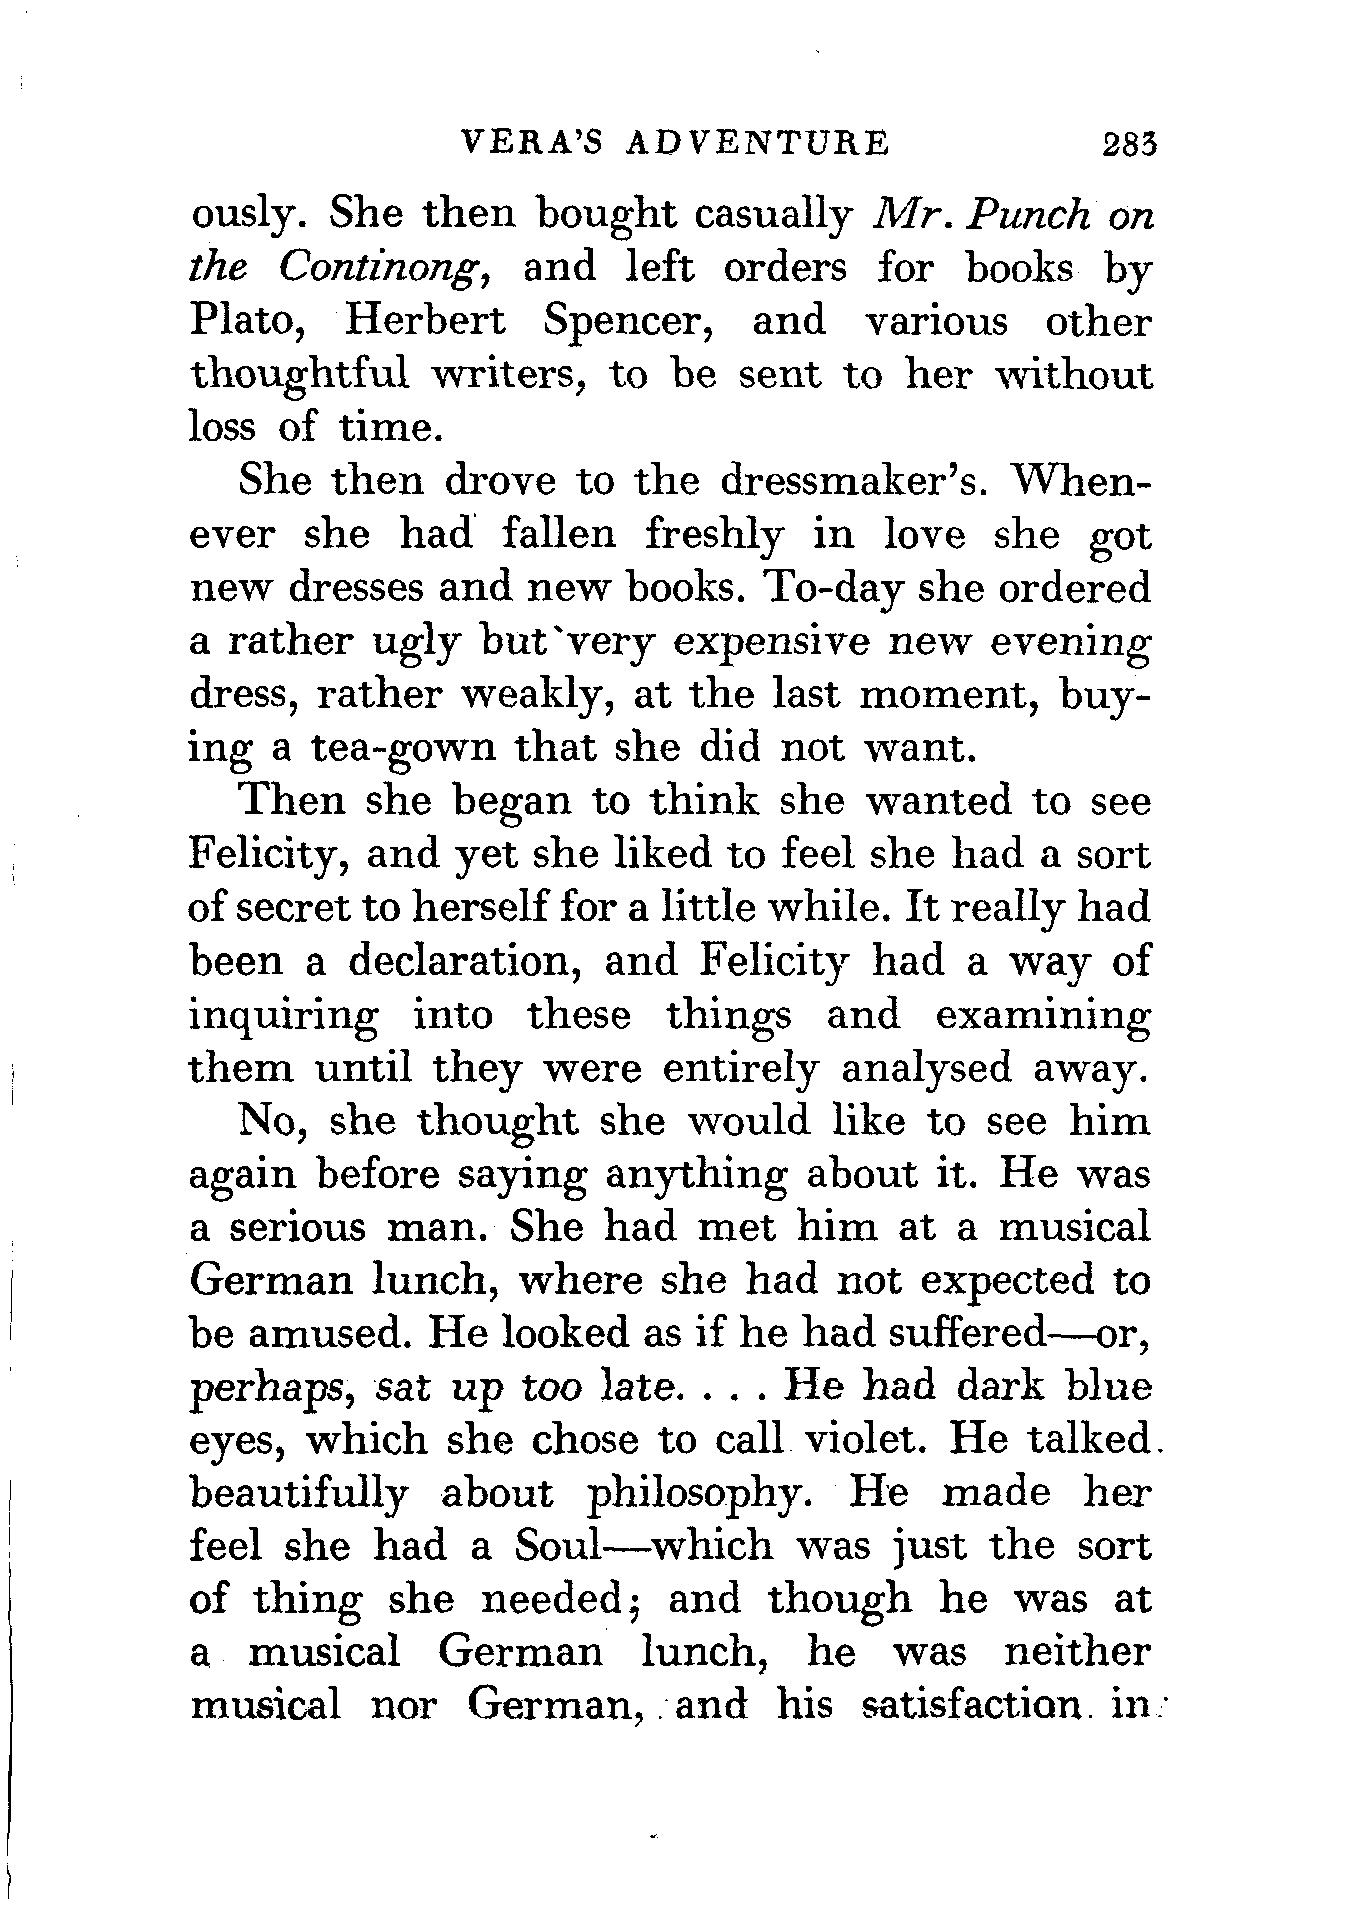 VERA'S ADVENTURE 283
ously. She then bought casually Mr. Punch on
the Continong, and left orders for books by
Plato, Herbert Spencer, and various other
thoughtful writers, to be sent to her without
loss of time.
She then drove to the dressmaker's. When-
ever she had fallen freshly in love she got
new dresses and new books. To-day she ordered
a rather ugly but very expensive new evening
dress, rather weakly, at the last moment, buy-
ing a tea-gown that she did not want.
Then she began to think she wanted to see
Felicity, and yet she liked to feel she had a sort
of secret to herself for a little while. It really had
been a declaration, and Felicity had a way of
inquiring into these things and examining
them until they were entirely analysed away.
No, she thought she would like to see him
again before saying anything about it. He was
a serious man. She had met him at a musical
German lunch, where she had not expected to
be amused. He looked as if he had suffered—or,
perhaps, sat up too late. . . . He had dark blue
eyes, which she chose to call violet. He talked
beautifully about philosophy. He made her
feel she had a Soul—which was just the sort
of thing she needed; and though he was at
a musical German lunch, he was neither
musical nor German, and his satisfaction in